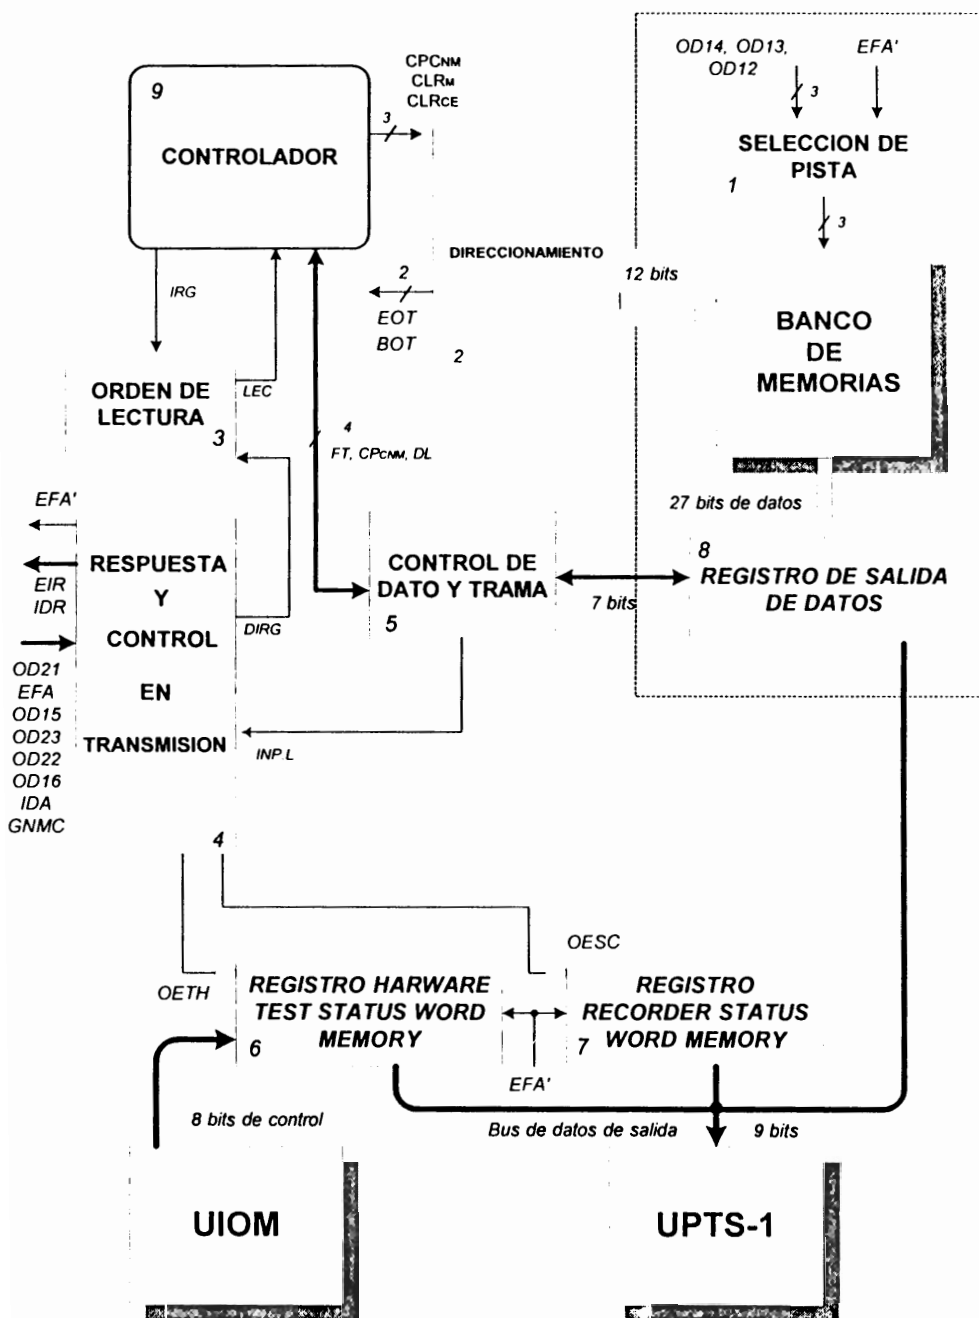 OD14, OD13,
OD12
EFA'
3
SELECCION DE
PISTA
1
3
CPCNM
CLRM
CLRCE
3
9
CONTROLADOR
DIRECCIONAMIENTO
12 bits
2
EOT
BOT
2
IRG
BANCO
DE
MEMORIAS
ORDEN DE
LECTURA
3
LEC
4
FT, CPCNM, DL
27 bits de datos
EFA'
EIR
IDR
RESPUESTA
Y
CONTROL
EN
TRANSMISION
4
DIRG
CONTROL DE
DATO Y TRAMA
5
7 bits
8
REGISTRO DE SALIDA
DE DATOS
OD21
EFA
OD15
OD23
OD22
OD16
IDA
GNMC
INP.L
OETH
OESC
REGISTRO HARWARE
TEST STATUS WORD
MEMORY
6
REGISTRO
RECORDER STATUS
WORD MEMORY
7
EFA'
8 bits de control
Bus de datos de salida
9 bits
UIOM
UPTS-1